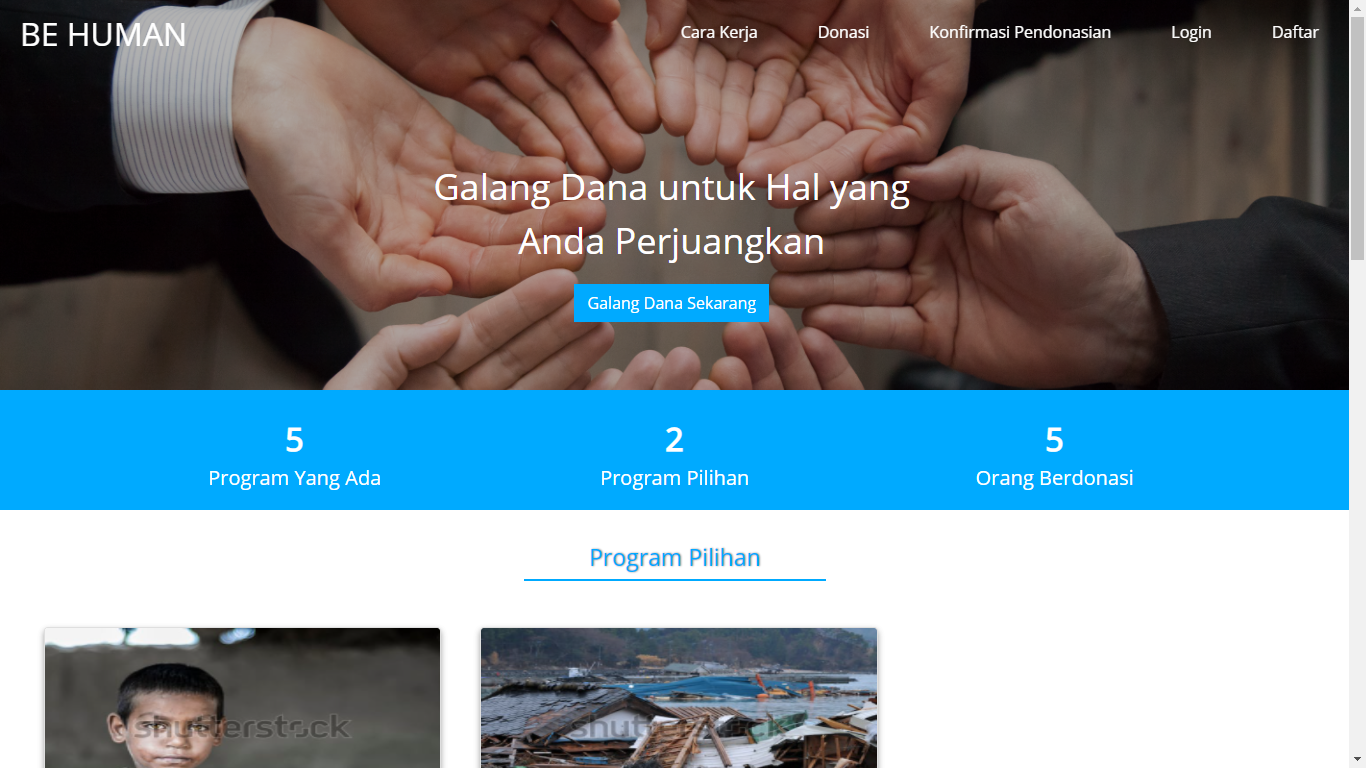 BE HUMAN
Cara Kerja
Donasi
Konfirmasi Pendonasian
Login
Daftar
Galang Dana untuk Hal yang
Anda Perjuangkan
Galang Dana Sekarang
5
Program Yang Ada
2
Program Pilihan
5
Orang Berdonasi
Program Pilihan
shutterstock
shutterstock